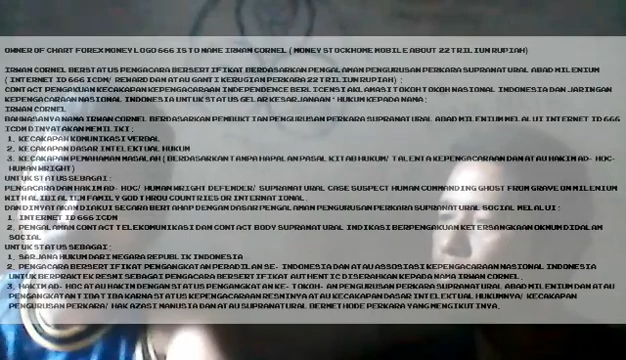 OWNER OF CHART FOREX MONEY LOGO 666 IS TO NAME IRWAN CORNEL ( MONEY STOCKHOME MOBILE ABOUT 22 TRILIUN RUPIAH)
IRWAN CORNEL BERSTATUS PENGACARA BERSERTIFIKAT BERDASARKAN PENGALAMAN PENGURUSAN PERKARA SUPRANATURAL ABAD MILENIUM
( INTERNET ID 666 ICDM/ REWARD DAN ATAU GANTI KERUGIAN PERKARA 22 TRILIUN RUPIAH) ;
CONTACT PENGAKUAN KECAKAPAN KEPENGACARAAN INDEPENDENCE BERLICENSI AKLAMASI TOKOH TOKOH NASIONAL INDONESIA DAN JARINGAN
KEPENGACARAAN NASIONAL INDONESIA UNTUK STATUS GELAR KESARJANAAN " HUKUM KEPADA NAMA ;
IRWAN CORNEL
BAHWASANYA NAMA IRWAN CORNEL BERDASARKAN PEMBUKTIAN PENGURUSAN PERKARA SUPRANATURAL ABAD MILENIUM MELALUI INTERNET ID 666
ICDM DINYATAKAN MEMILIKI ;
1. KECAKAPAN KOMUNIKASI VERBAL
2. KECAKAPAN DASAR INTELEKTUAL HUKUM
3. KECAKAPAN PEMAHAMAN MASALAH ( BERDASARKAN TANPA HAPALAN PASAL KITAB HUKUM/ TALENTA KEPENGACARAAN DAN ATAU HAKIM AD- HOC-
HUMAN WRIGHT)
UNTUK STATUS SEBAGAI :
PENGACARA DAN HAKIM AD- HOC/ HUMAN WRIGHT DEFENDER/ SUPRANATURAL CASE SUSPECT HUMAN COMMANDING GHOST FROM GRAVE ON MILENIUM
WITH ALIBI ALIEN FAMILY GOD THROU COUNTRIES OR INTERNATIONAL
DAN DINYATAKAN DIAKUI SECARA BERTAHAP DENGAN DASAR PENGALAMAN PENGURUSAN PERKARA SUPRANATURAL SOCIAL MELALUI :
1. INTERNET ID 666 ICDM
2. PENGALAMAN CONTACT TELEKOMUNIKASI DAN CONTACT BODY SUPRANATURAL INDIKASI BERPENGAKUAN KETERSANGKAAN OKNUM DIDALAM
SOCIAL
UNTUK STATUS SEBAGAI :
1. SARJANA HUKUM DARI NEGARA REPUBLIK INDONESIA
2. PENGACARA BERSERTIFIKAT PENGANGKATAN PERADILAN SE- INDONESIA DAN ATAU ASSOSIASI KEPENGACARAAN NASIONAL INDONESIA
UNTUK BERPRAKTEK RESMI SEBAGAI PENGACARA BERSERTIFIKAT AUTHENTIC DISERAHKAN KEPADA NAMA IRWAN CORNEL.
3. HAKIM AD- HOC ATAU HAKIM DENGAN STATUS PENGANGKATAN KE- TOKOH- AN PENGURUSAN PERKARA SUPRANATURAL ABAD MILENIUM DAN ATAU
PENGANGKATAN TIBA TIBA KARNA STATUS KEPENGACARAAN RESMINYA ATAU KECAKAPAN DASAR INTELEKTUAL HUKUMNYA/ KECAKAPAN
PENGURUSAN PERKARA/ HAK AZASI MANUSIA DAN ATAU SUPRANATURAL BERMETHODE PERKARA YANG MENGIKUTINYA.